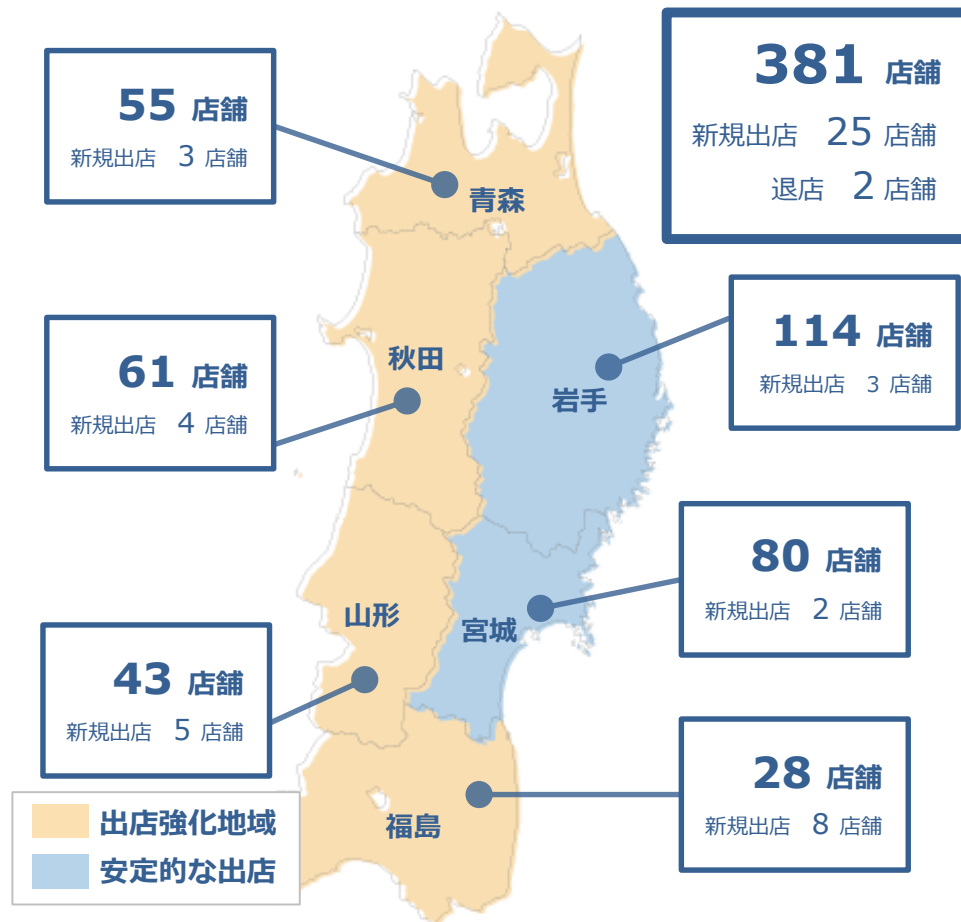 381 店舗
新規出店 25 店舗
退店 2 店舗
55 店舗
新規出店 3 店舗
青森
114 店舗
新規出店 3 店舗
岩手
61 店舗
新規出店 4 店舗
秋田
80 店舗
新規出店 2 店舗
宮城
43 店舗
新規出店 5 店舗
山形
28 店舗
新規出店 8 店舗
福島
出店強化地域
安定的な出店